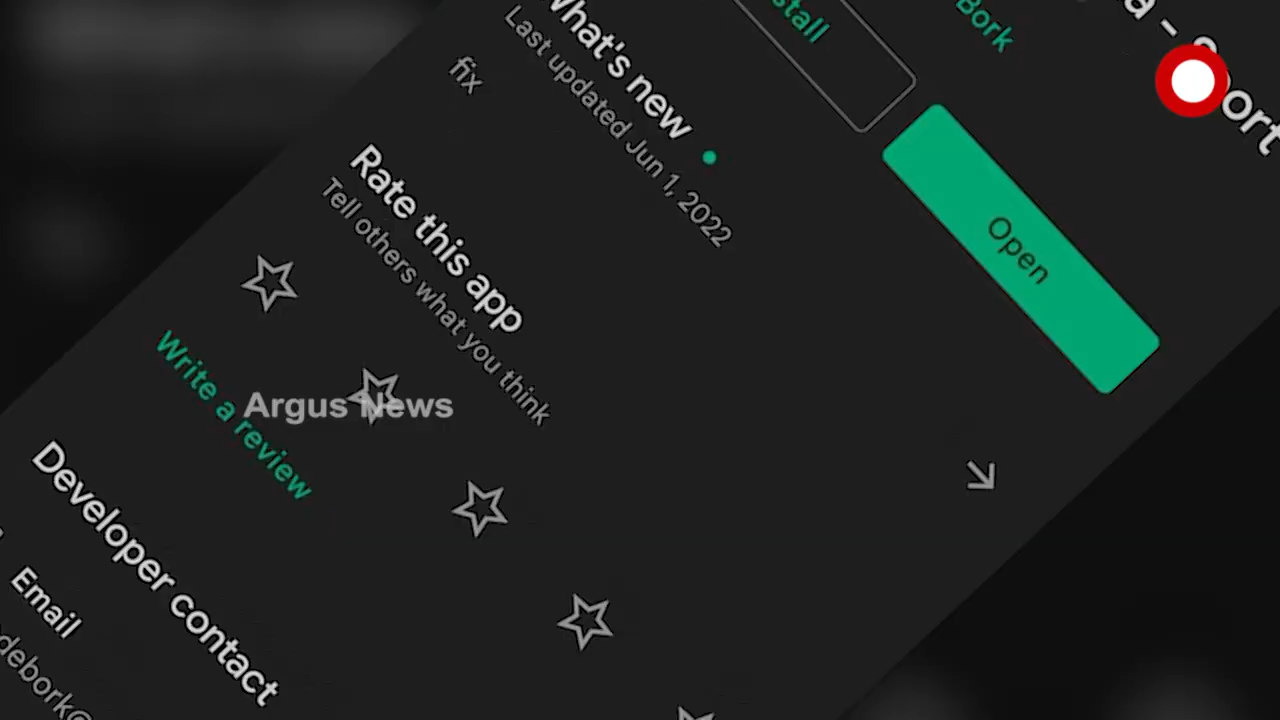 Bork
Open
What's new
Last updated Jun 1, 2022
fix
Rate this app
Tell others what you think
Write a review
Argus News
Developer contact
Email